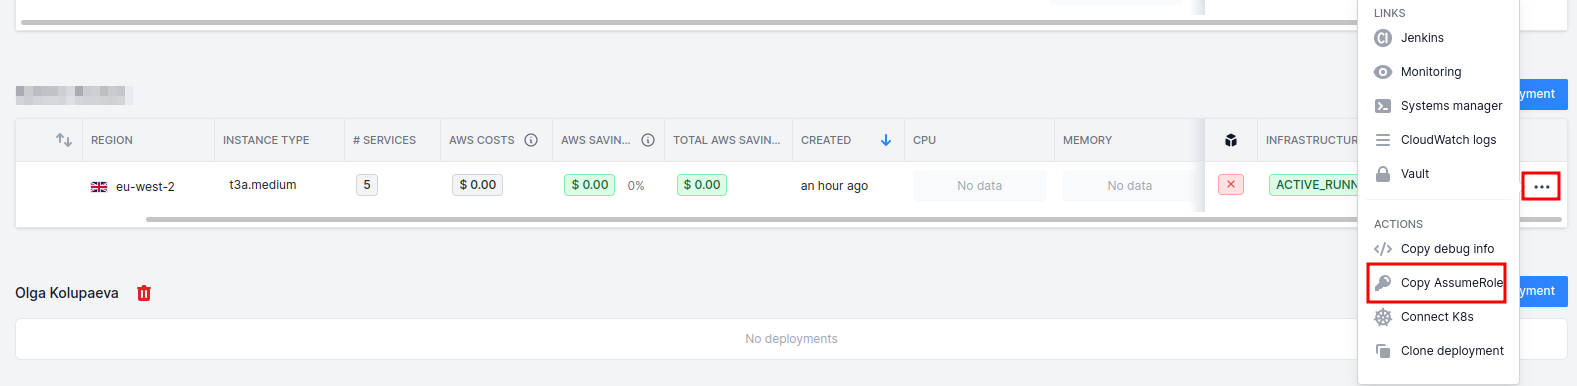 LINKS
Jenkins
Monitoring
Systems manager
CloudWatch logs
Vault
ACTIONS
Copy debug info
Copy AssumeRole
Connect K8s
Clone deployment
yment
REGION INSTANCE TYPE # SERVICES AWS COSTS AWS SAVIN... TOTAL AWS SAVIN... CREATED CPU MEMORY INFRASTRUCTUR
eu-west-2 t3a.medium 5 $ 0.00 $ 0.00 0% $ 0.00 an hour ago No data No data ACTIVE_RUNN
Olga Kolupaeva yment
No deployments